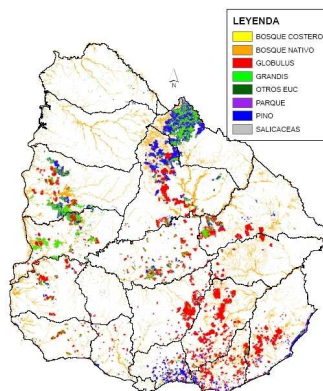 LEYENDA
BOSQUE COSTERO
BOSQUE NATIVO
GLOBULUS
GRANDIS
OTROS EUC
PARQUE
PINO
SALICACEAS
N